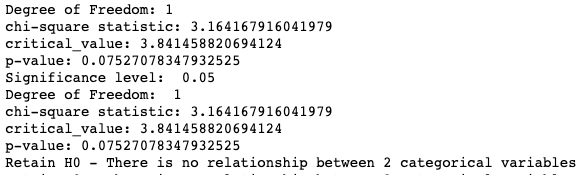 Degree of Freedom: 1
chi-square statistic: 3.164167916041979
critical_value: 3.841458820694124
p-value: 0.07527078347932525
Significance level:  0.05
Degree of Freedom:  1
chi-square statistic: 3.164167916041979
critical_value: 3.841458820694124
p-value: 0.07527078347932525
Retain H0 - There is no relationship between 2 categorical variables